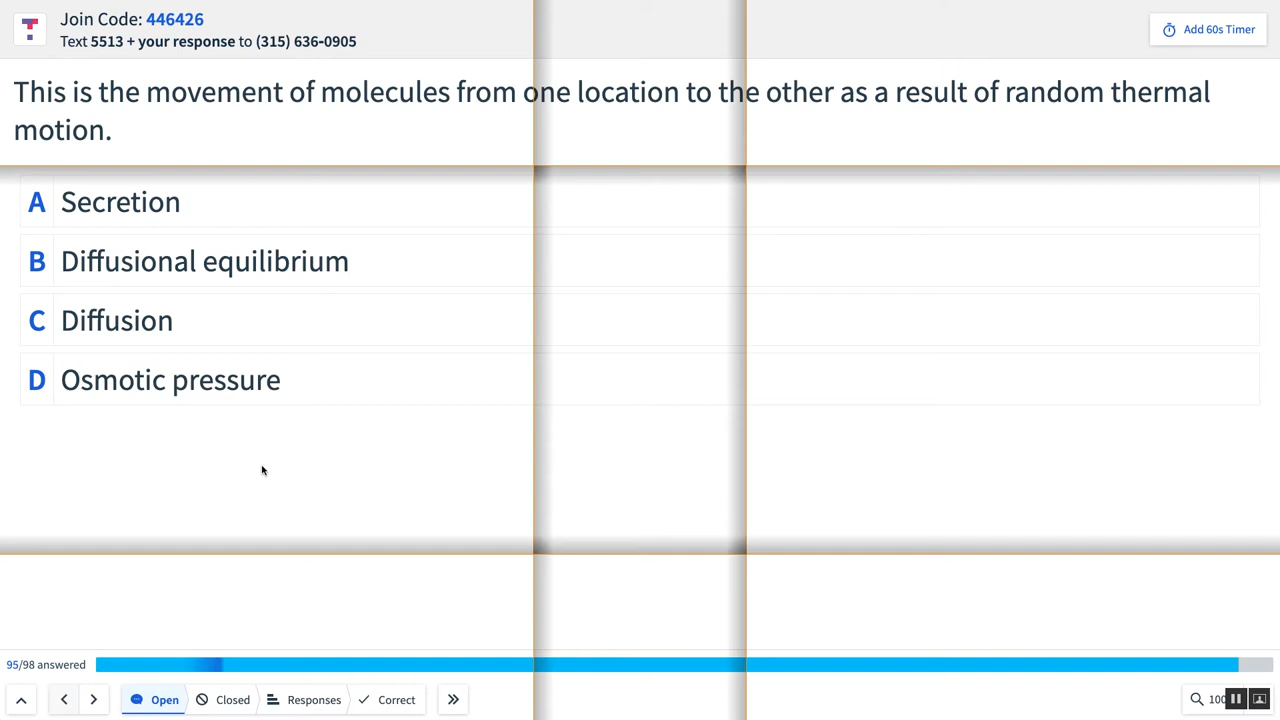 Join Code: 446426
Text 5513 + your response to (315) 636-0905
Add 60s Timer
This is the movement of molecules from one location to the other as a result of random thermal
motion.
A Secretion
B Diffusional equilibrium
C Diffusion
D Osmotic pressure
95/98 answered
Open Closed Responses Correct